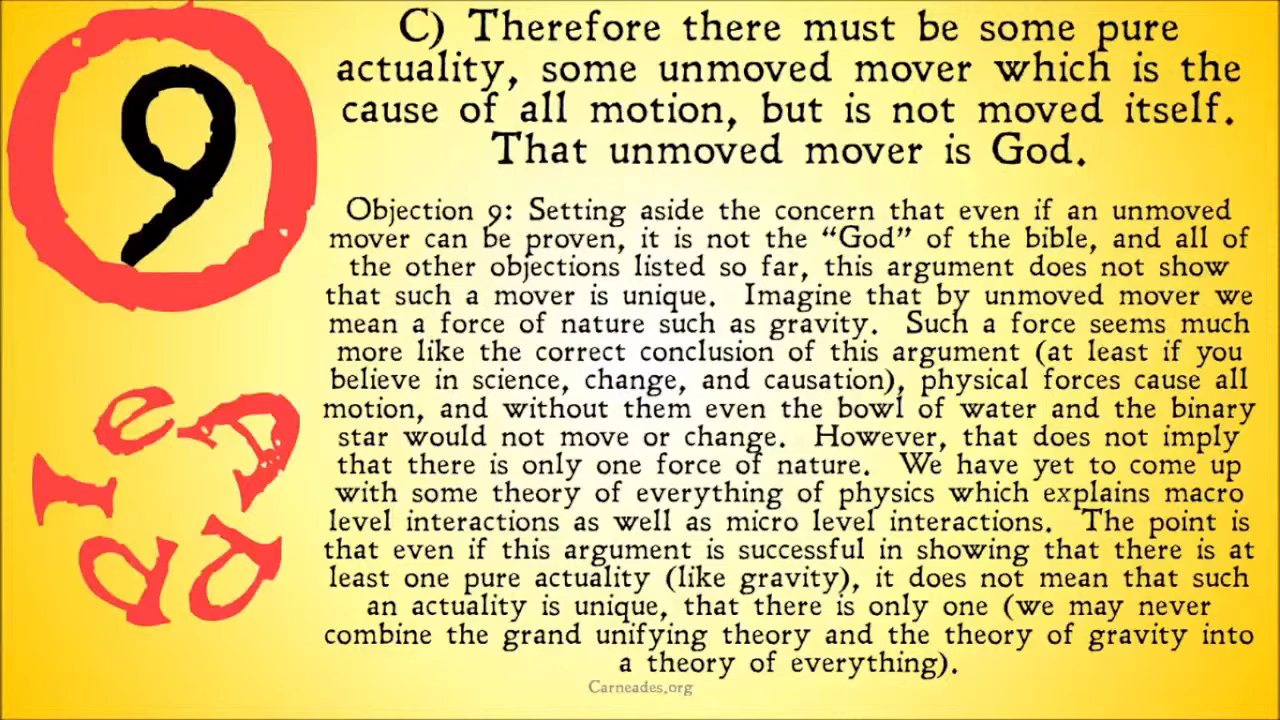 9
C) Therefore there must be some pure
actuality, some unmoved mover which is the
cause of all motion, but is not moved itself.
That unmoved mover is God.
Objection 9: Setting aside the concern that even if an unmoved
mover can be proven, it is not the “God” of the bible, and all of
the other objections listed so far, this argument does not show
that such a mover is unique. Imagine that by unmoved mover we
mean a force of nature such as gravity. Such a force seems much
more like the correct conclusion of this argument (at least if you
believe in science, change, and causation), physical forces cause all
motion, and without them even the bowl of water and the binary
star would not move or change. However, that does not imply
that there is only one force of nature. We have yet to come up
with some theory of everything of physics which explains macro
level interactions as well as micro level interactions. The point is
that even if this argument is successful in showing that there is at
least one pure actuality (like gravity), it does not mean that such
an actuality is unique, that there is only one (we may never
combine the grand unifying theory and the theory of gravity into
a theory of everything).
Carneades.org